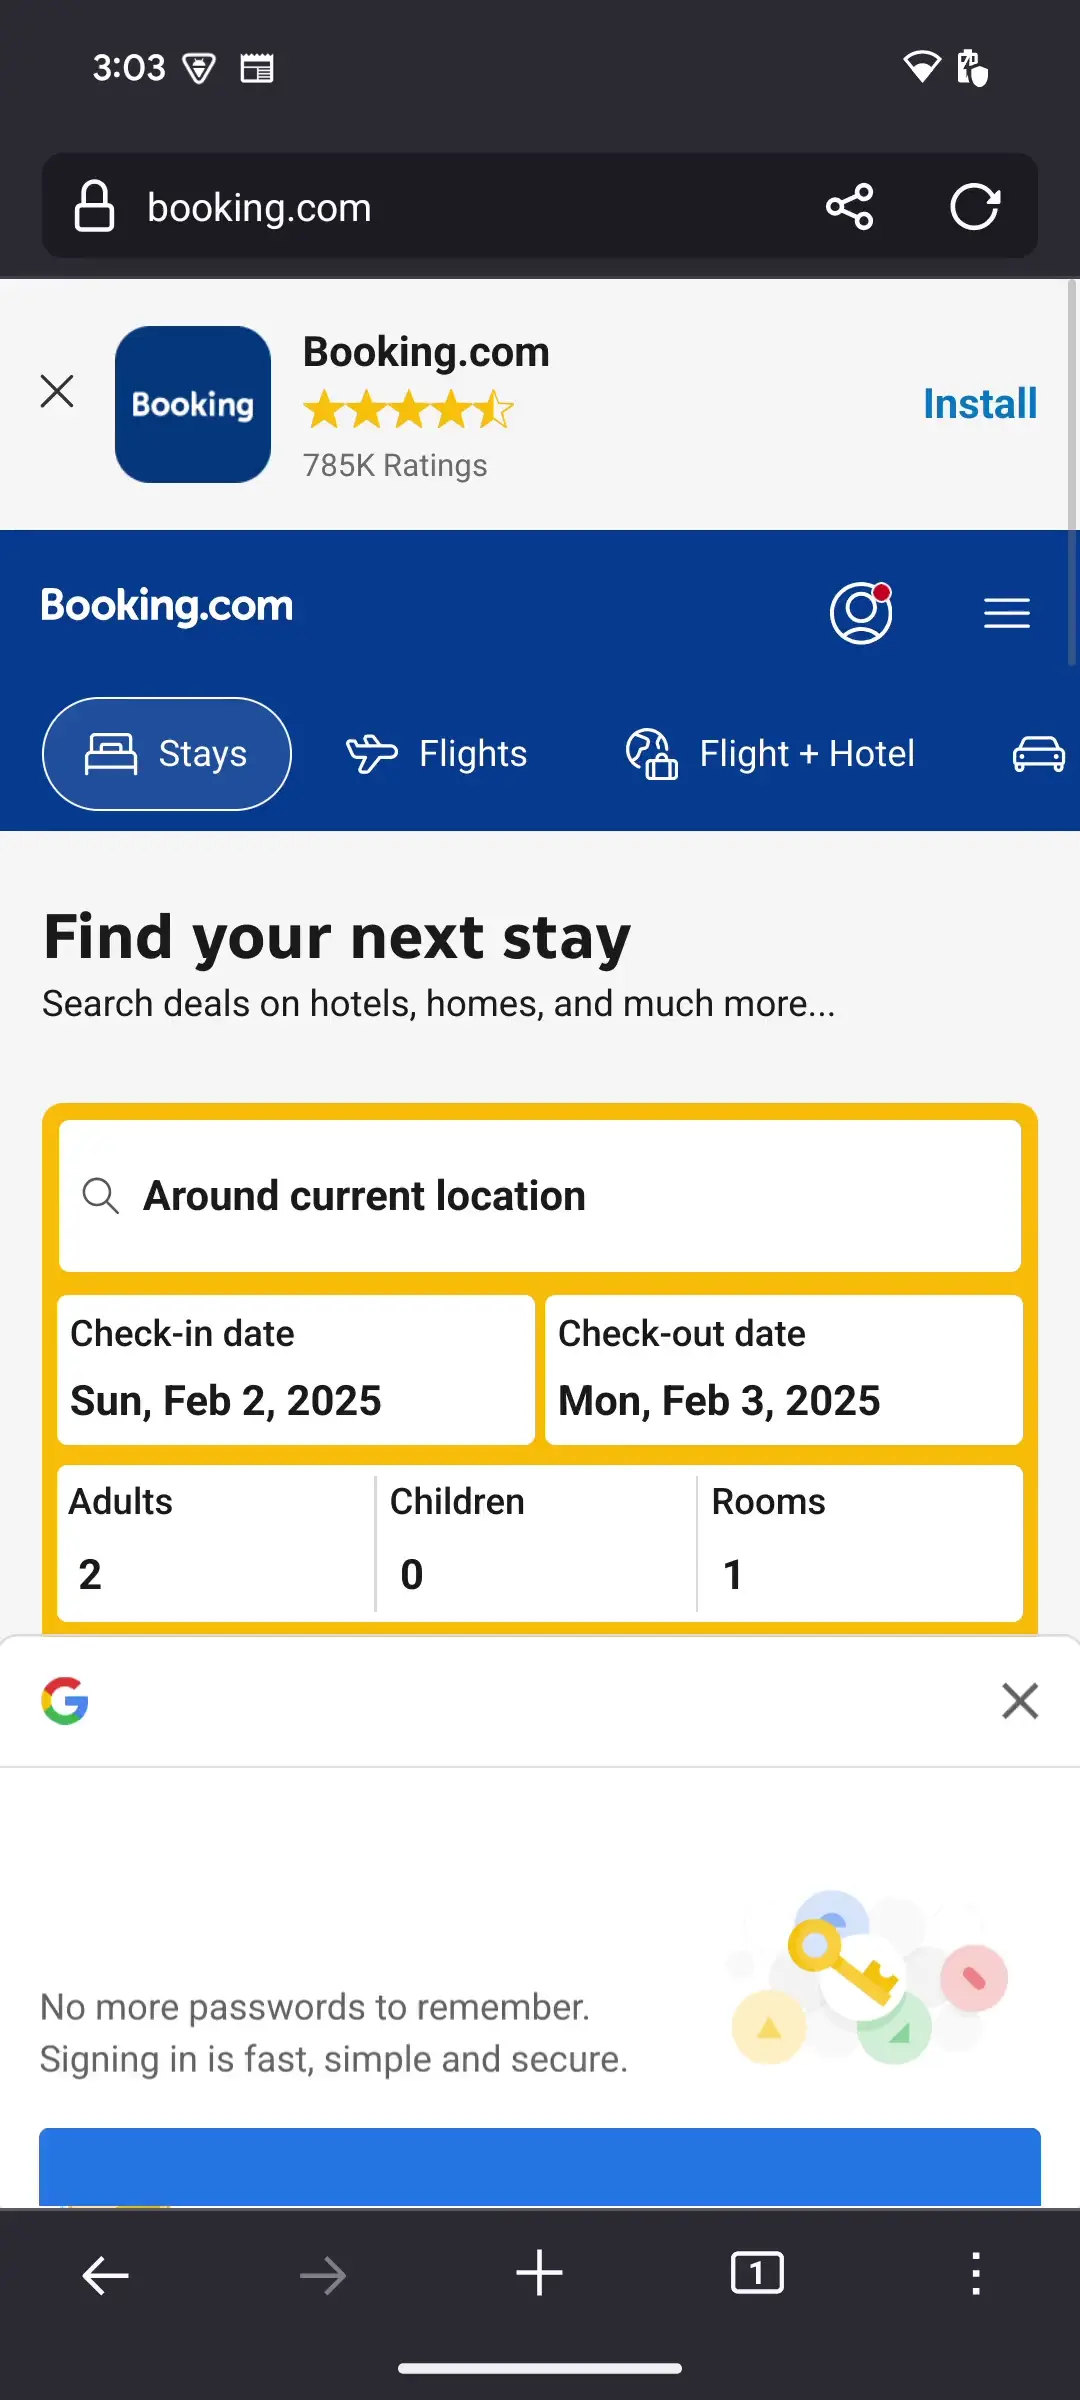 3:03
booking.com
Booking
Booking.com
785K Ratings
Install
Booking.com
Stays
Flights
Flight + Hotel
Find your next stay
Search deals on hotels, homes, and much more...
Around current location
Check-in date
Sun, Feb 2, 2025
Check-out date
Mon, Feb 3, 2025
Adults
2
Children
0
Rooms
1
No more passwords to remember.
Signing in is fast, simple and secure.
1